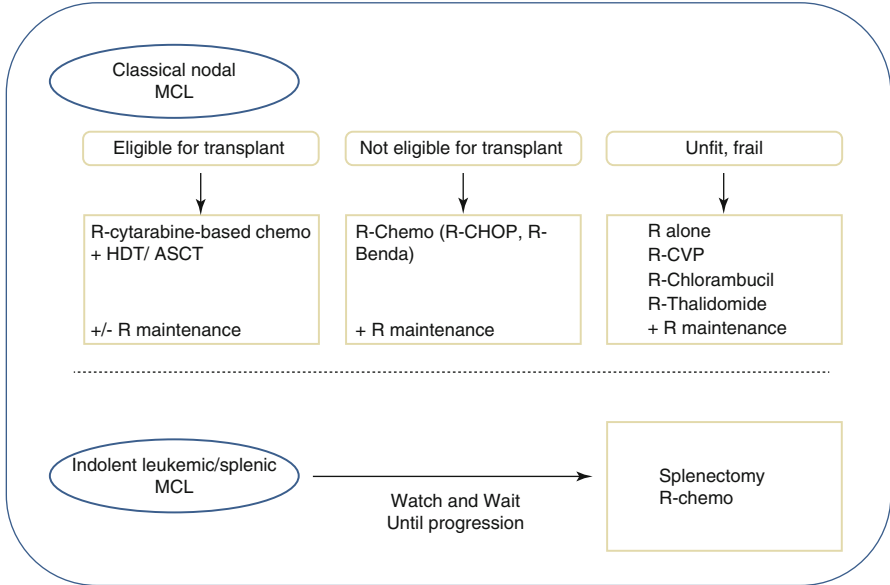 Classical nodal
MCL
Eligible for transplant
Not eligible for transplant
Unfit, frail
R-cytarabine-based chemo
+ HDT/ ASCT
+/- R maintenance
R-Chemo (R-CHOP, R-
Benda)
+ R maintenance
R alone
R-CVP
R-Chlorambucil
R-Thalidomide
+ R maintenance
Indolent leukemic/splenic
MCL
Watch and Wait
Until progression
Splenectomy
R-chemo